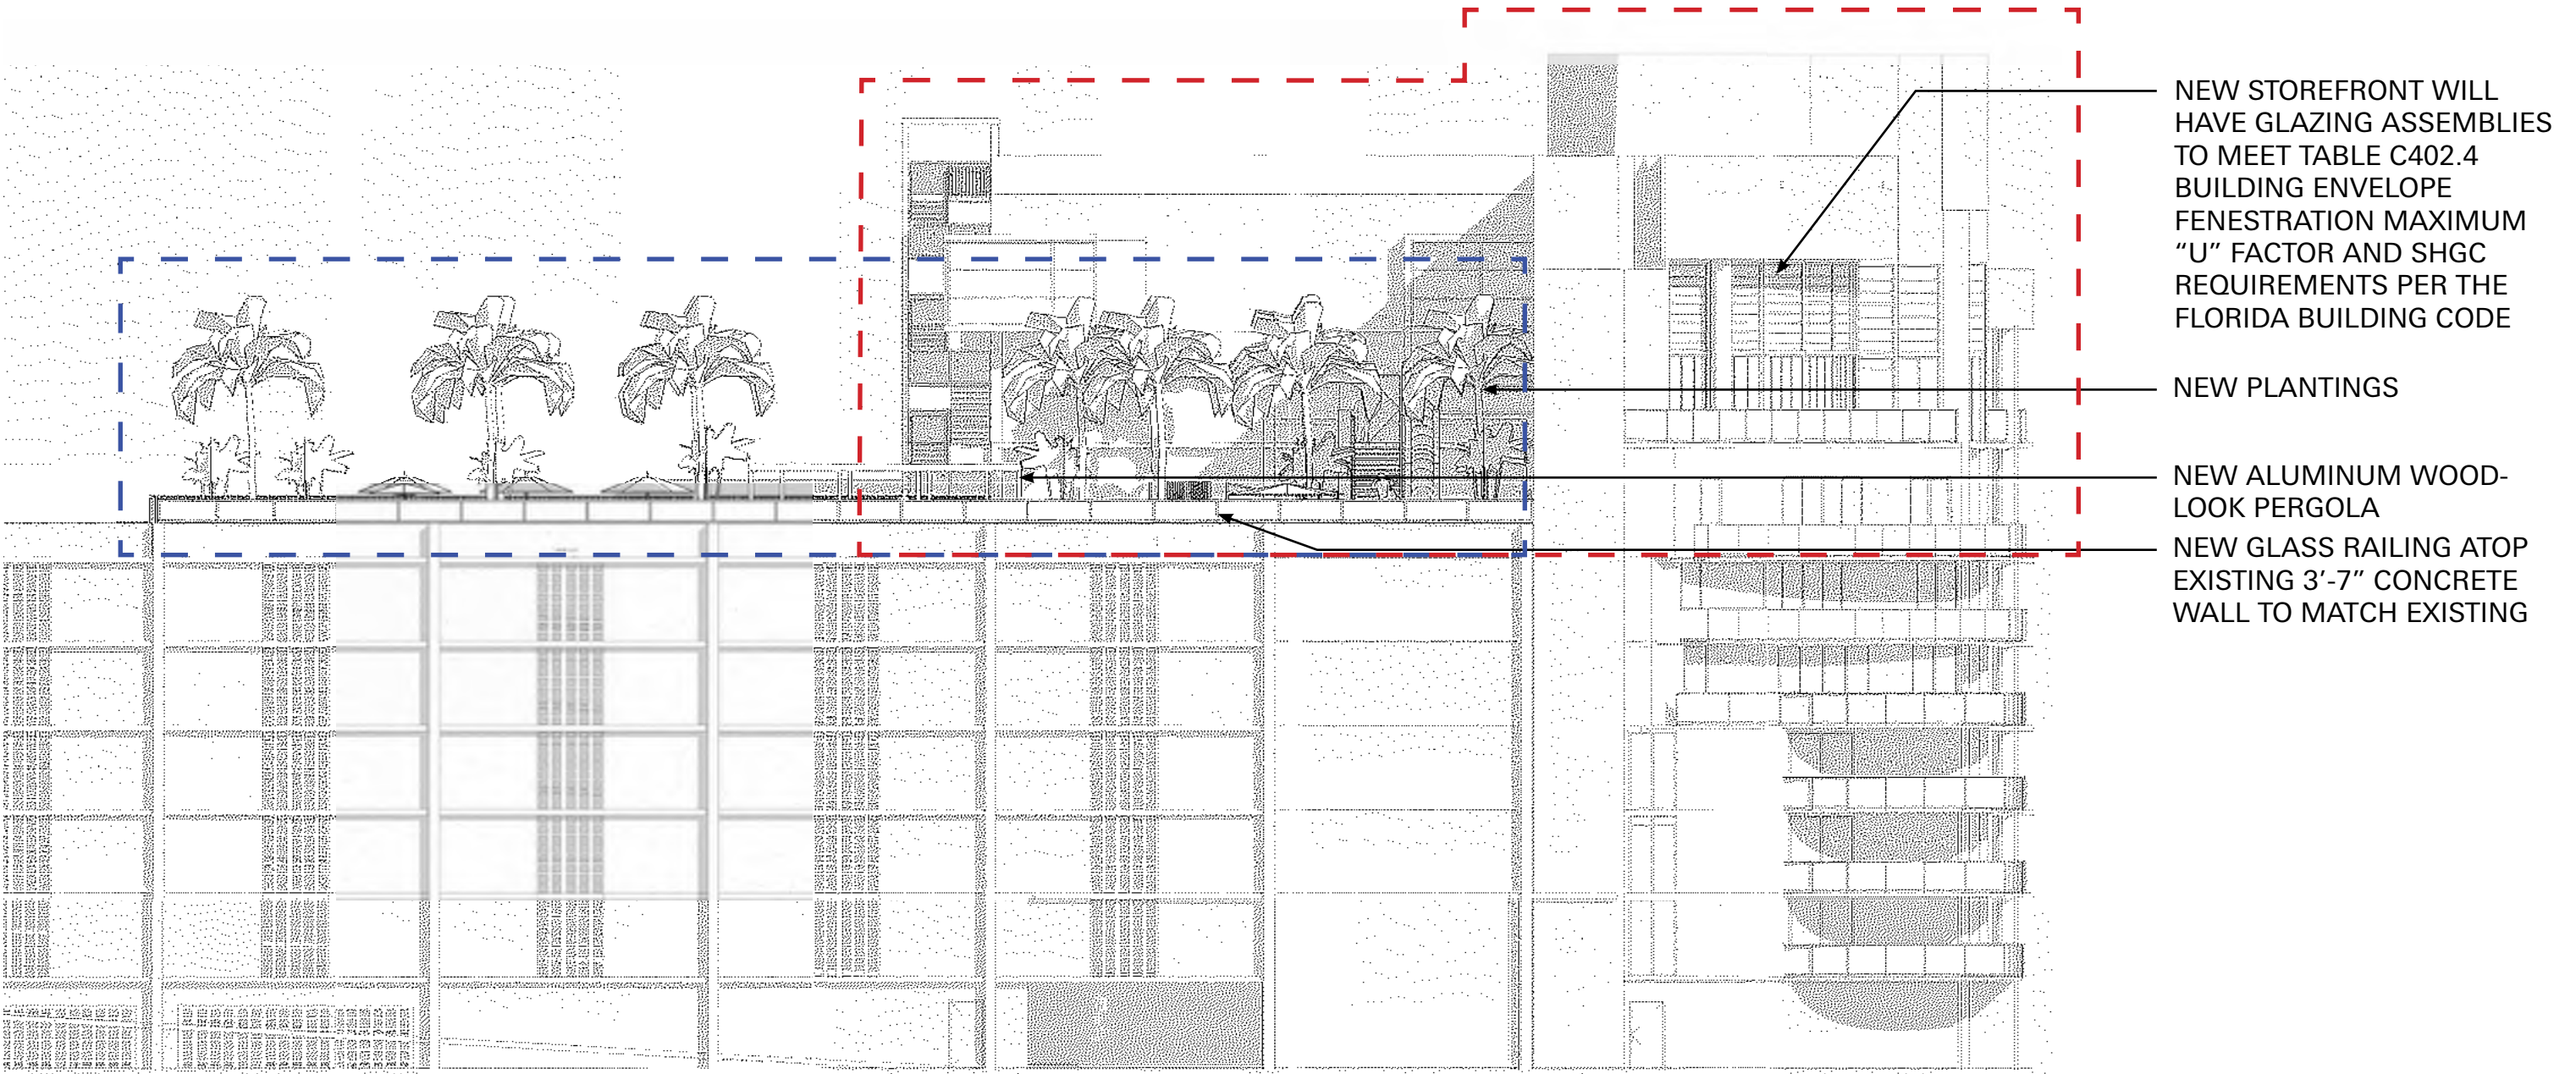 NEW STOREFRONT WILL
HAVE GLAZING ASSEMBLIES
TO MEET TABLE C402.4
BUILDING ENVELOPE
FENESTRATION MAXIMUM
“U” FACTOR AND SHGC
REQUIREMENTS PER THE
FLORIDA BUILDING CODE
NEW PLANTINGS
NEW ALUMINUM WOOD-
LOOK PERGOLA
NEW GLASS RAILING ATOP
EXISTING 3’-7” CONCRETE
WALL TO MATCH EXISTING